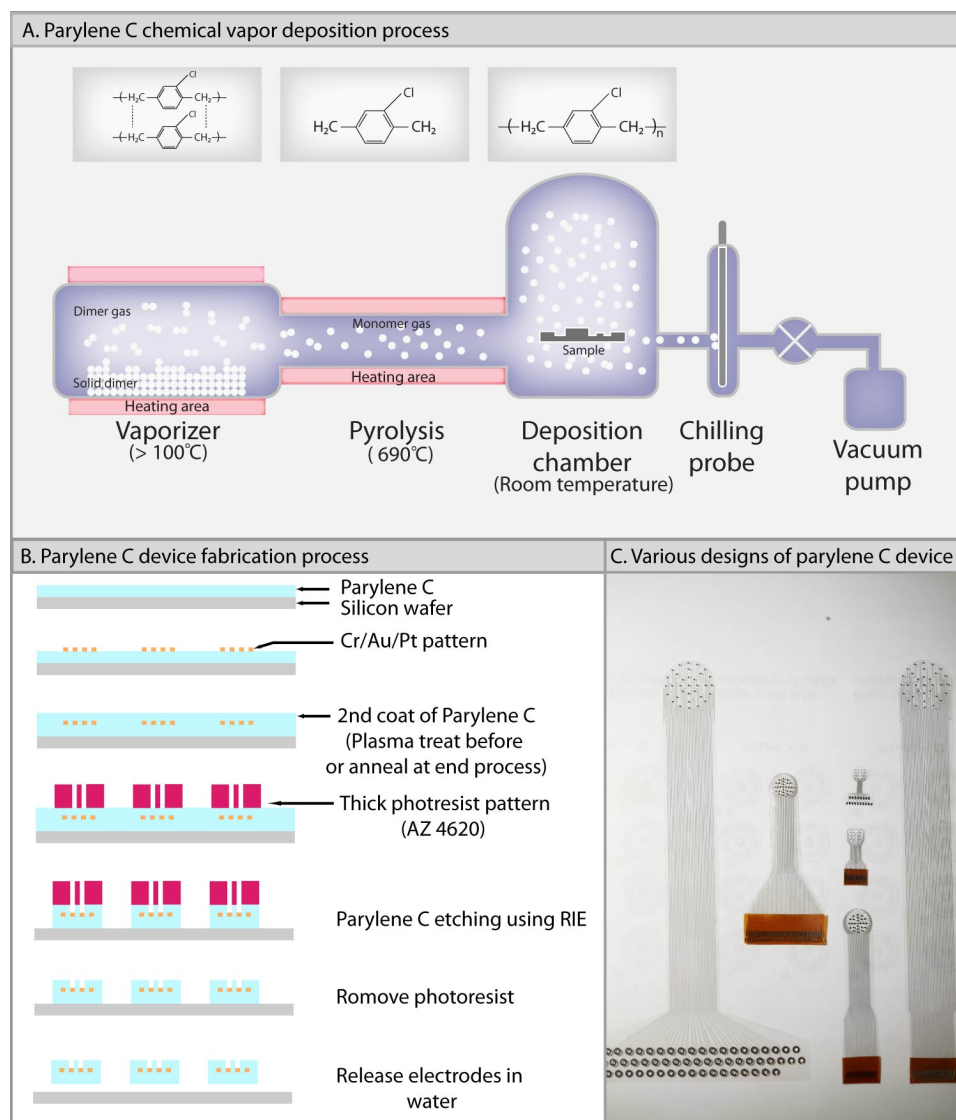 A. Parylene C chemical vapor deposition process
Cl
H₂C
CH₂
Cl
H₂C
CH₂
Cl
H₂C
CH₂
Cl
H₂C
CH₂
n
Dimer gas
Solid dimer
Heating area
Monomer gas
Heating area
Sample
Vaporizer
(> 100℃)
Pyrolysis
( 690℃)
Deposition
chamber
(Room temperature)
Chilling
probe
Vacuum
pump
B. Parylene C device fabrication process
Parylene C
Silicon wafer
Cr/Au/Pt pattern
2nd coat of Parylene C
(Plasma treat before
or anneal at end process)
Thick photresist pattern
(AZ 4620)
Parylene C etching using RIE
Romove photoresist
Release electrodes in
water
C. Various designs of parylene C device